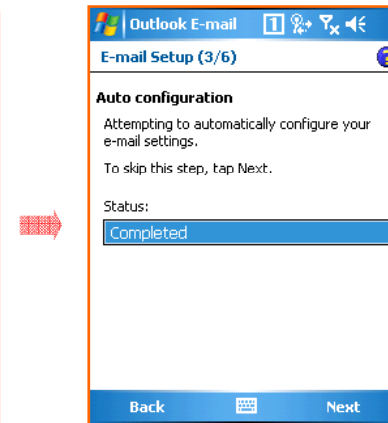 Outlook E-mail 1
E-mail Setup (3/6)
?
Auto configuration
Attempting to automatically configure your
e-mail settings.
To skip this step, tap Next.
Status:
Completed
Back Next